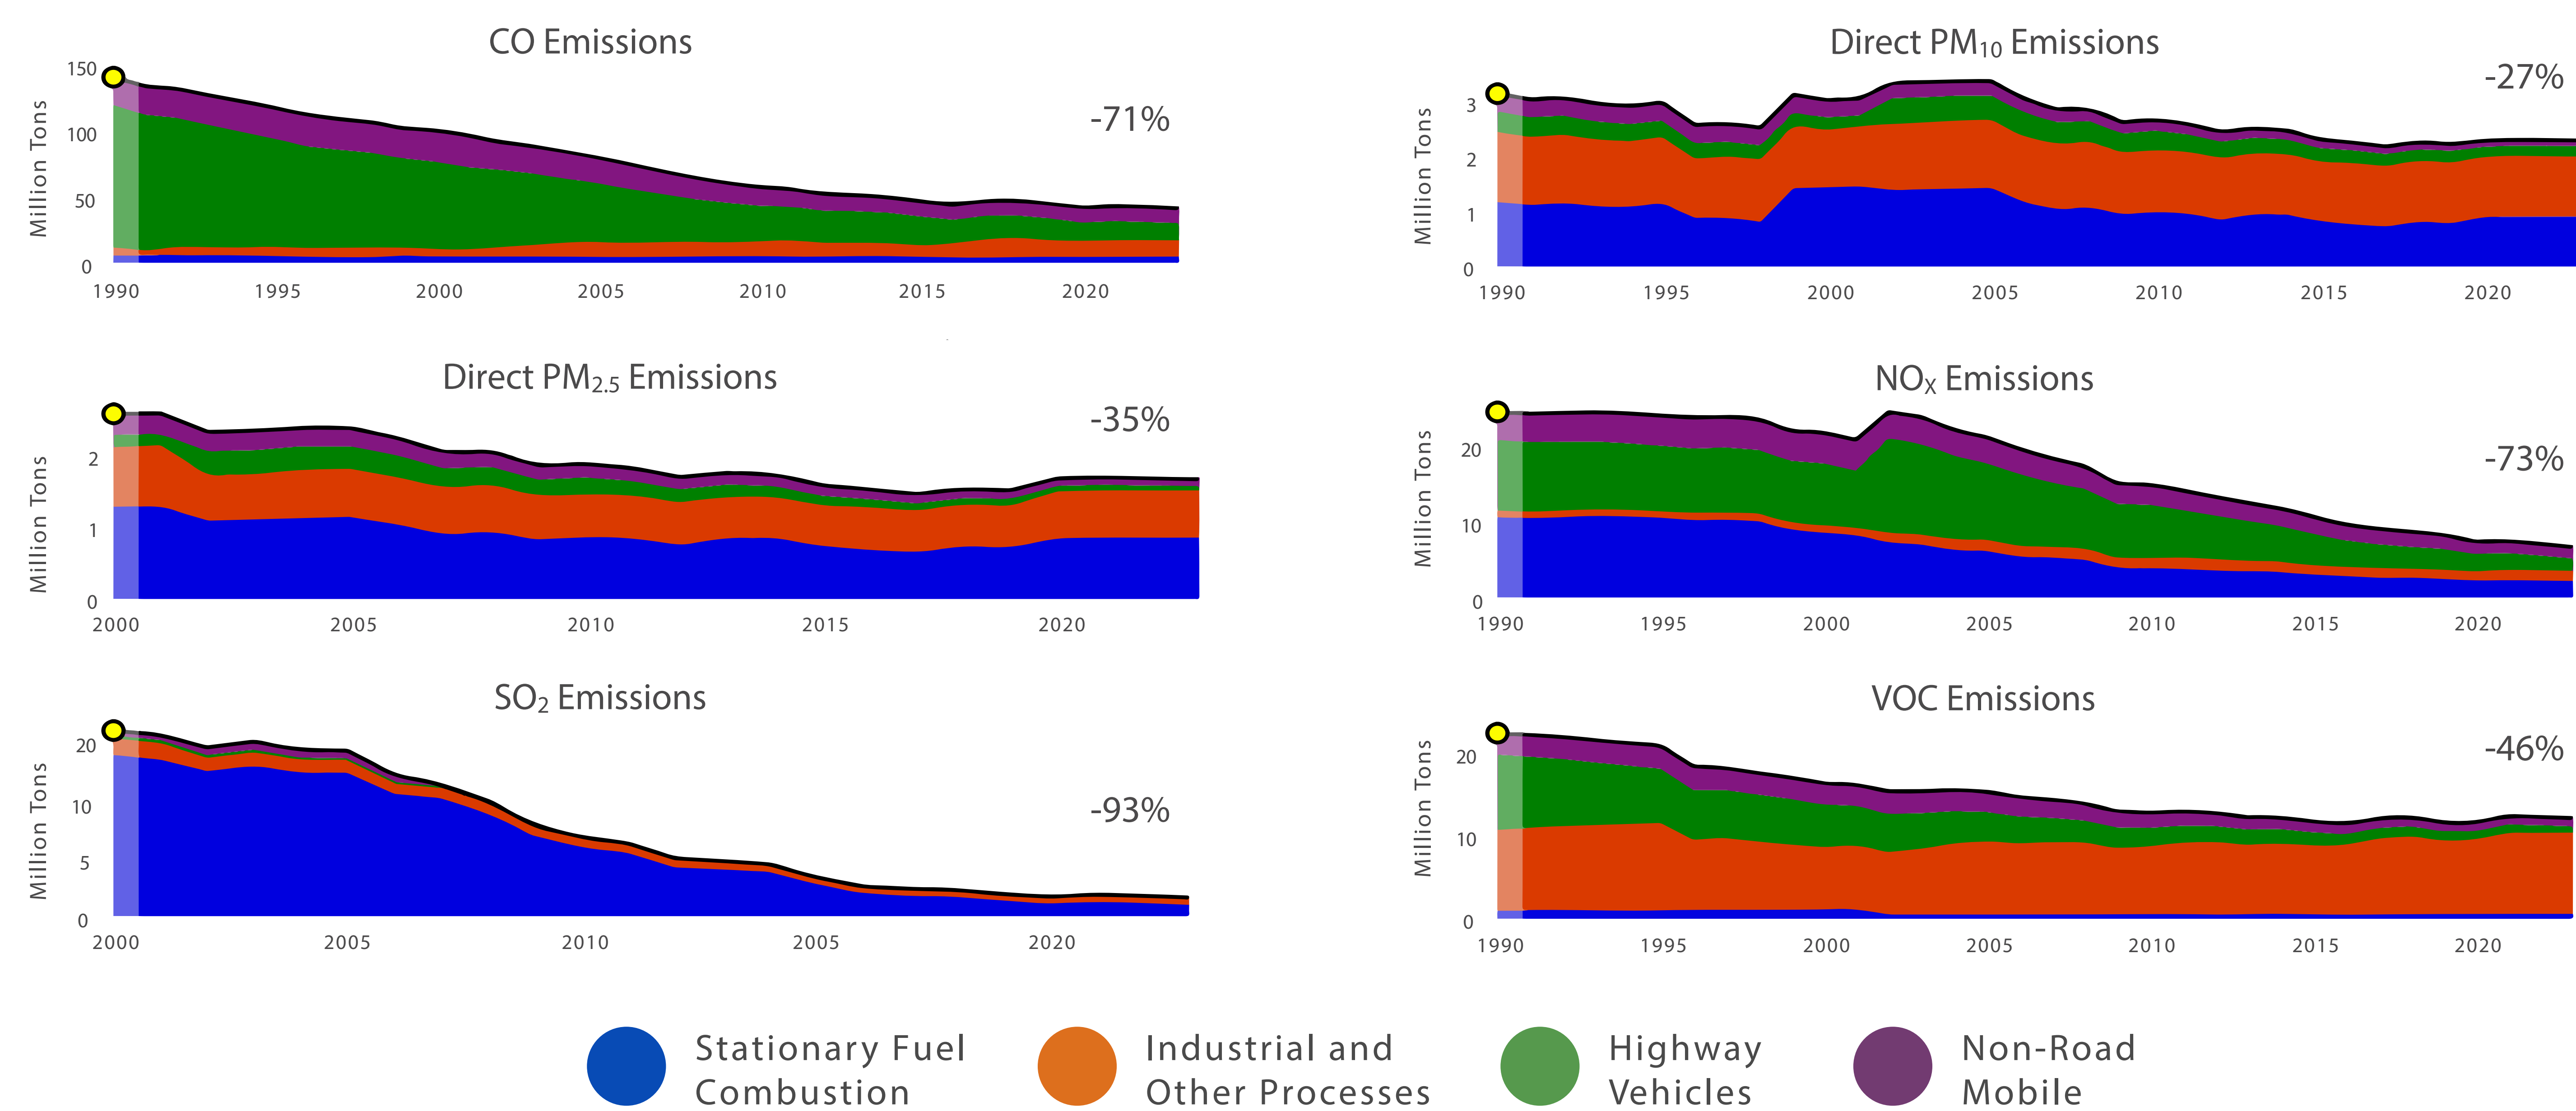 CO Emissions
-71%
Million Tons
150
100
50
0
1990 1995 2000 2005 2010 2015 2020
Direct PM₁₀ Emissions
-27%
Million Tons
3
2
1
0
1990 1995 2000 2005 2010 2015 2020
Direct PM₂.₅ Emissions
-35%
Million Tons
2
1
0
2000 2005 2010 2015 2020
NOₓ Emissions
-73%
Million Tons
20
10
0
1990 1995 2000 2005 2010 2015 2020
SO₂ Emissions
-93%
Million Tons
20
10
5
0
2000 2005 2010 2005 2020
VOC Emissions
-46%
Million Tons
20
10
0
1990 1995 2000 2005 2010 2015 2020
Stationary Fuel
Combustion
Industrial and
Other Processes
Highway
Vehicles
Non-Road
Mobile